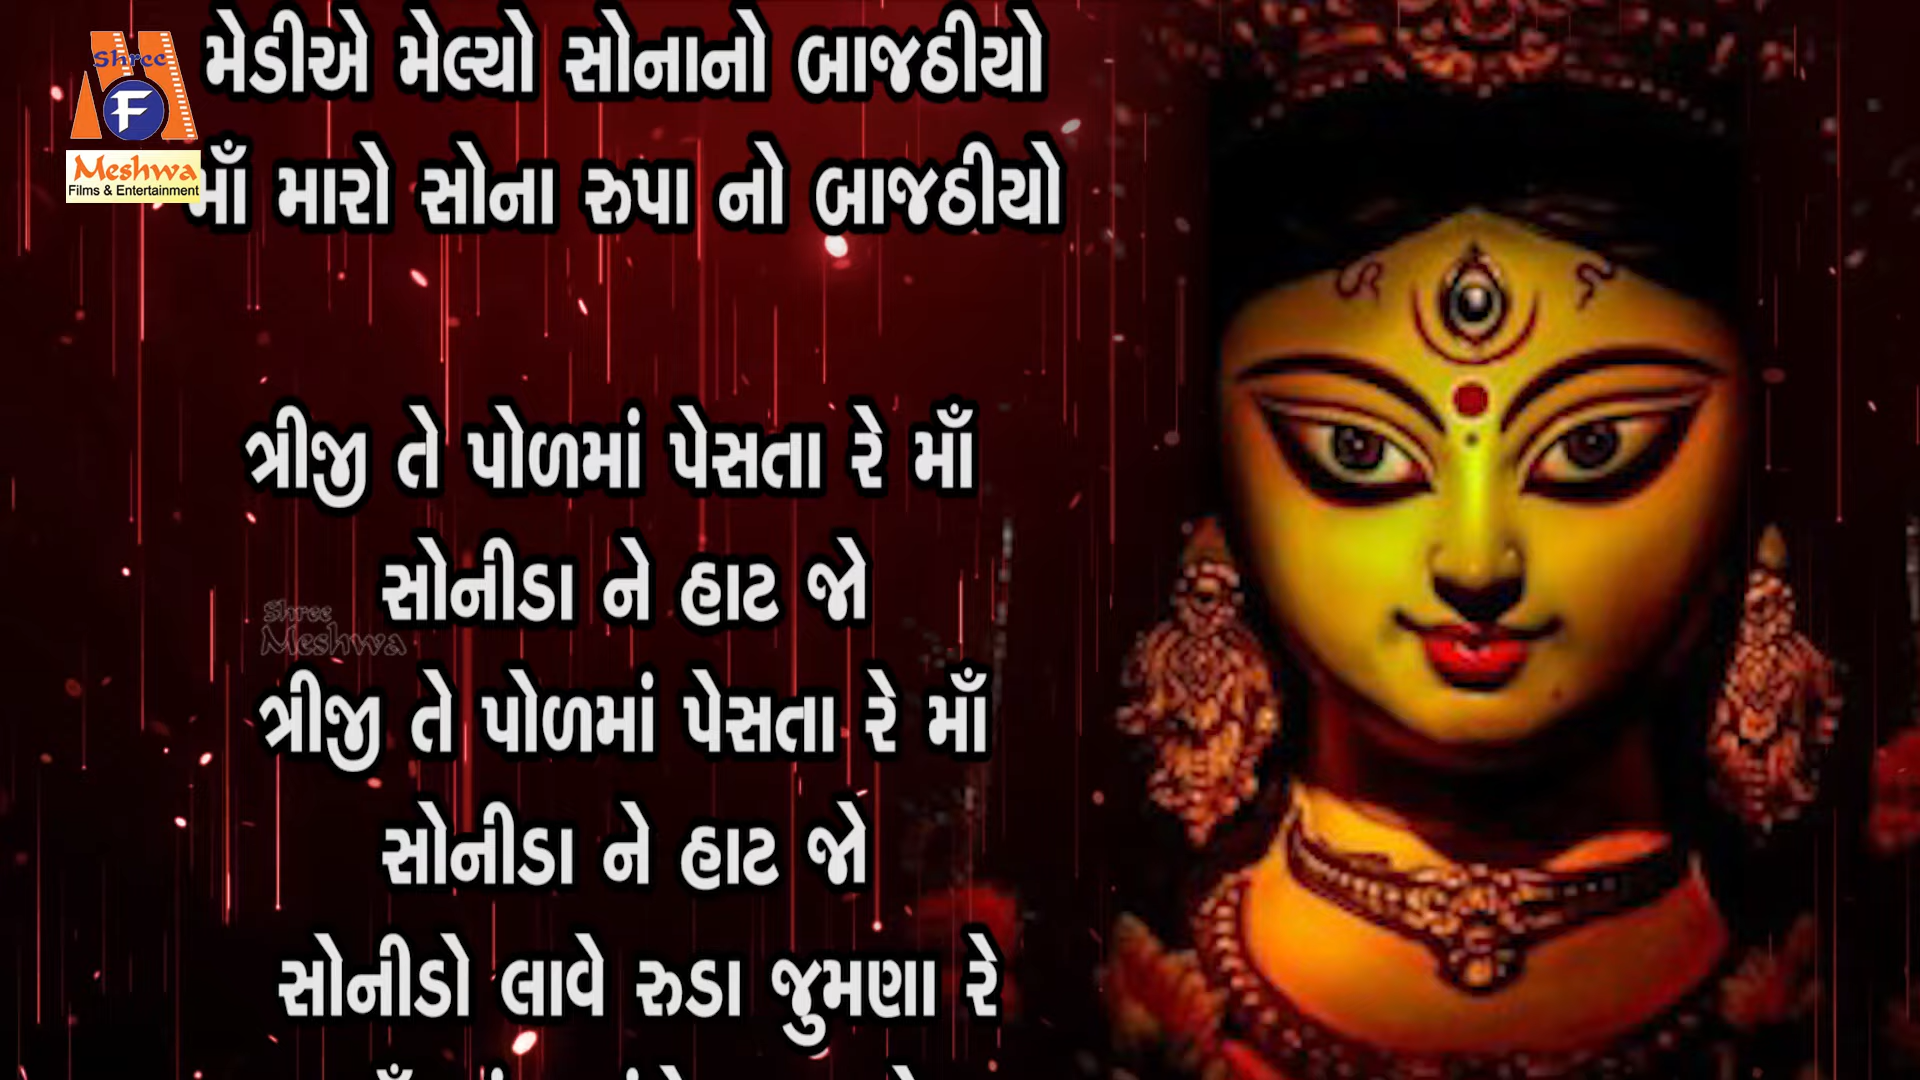 મેડીએ મેલ્યો સોનાનો બાજઠીયો
માઁ મારો સોના રુપા નો બાજઠીયો
ત્રીજી તે પોળમાં પેસતા રે માઁ
સોનીડા ને હાટ જો
ત્રીજી તે પોળમાં પેસતા રે માઁ
સોનીડા ને હાટ જો
સોનીડો લાવે રુડા જુમણા રે
Shree
F
Meshwa
Films & Entertainment
Shree
Meshwa